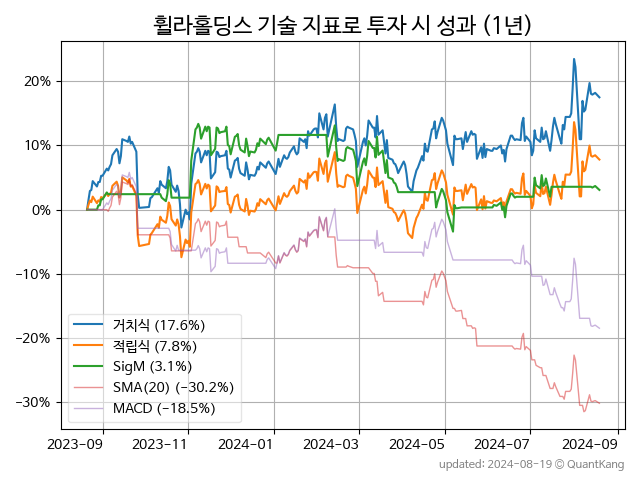 휠라홀딩스 기술 지표로 투자 시 성과 (1년)
20%
10%
0%
−10%
−20%
−30%
거치식 (17.6%)
적립식 (7.8%)
SigM (3.1%)
SMA(20) (−30.2%)
MACD (−18.5%)
2023-09 2023-11 2024-01 2024-03 2024-05 2024-07 2024-09
updated: 2024-08-19 © QuantKang